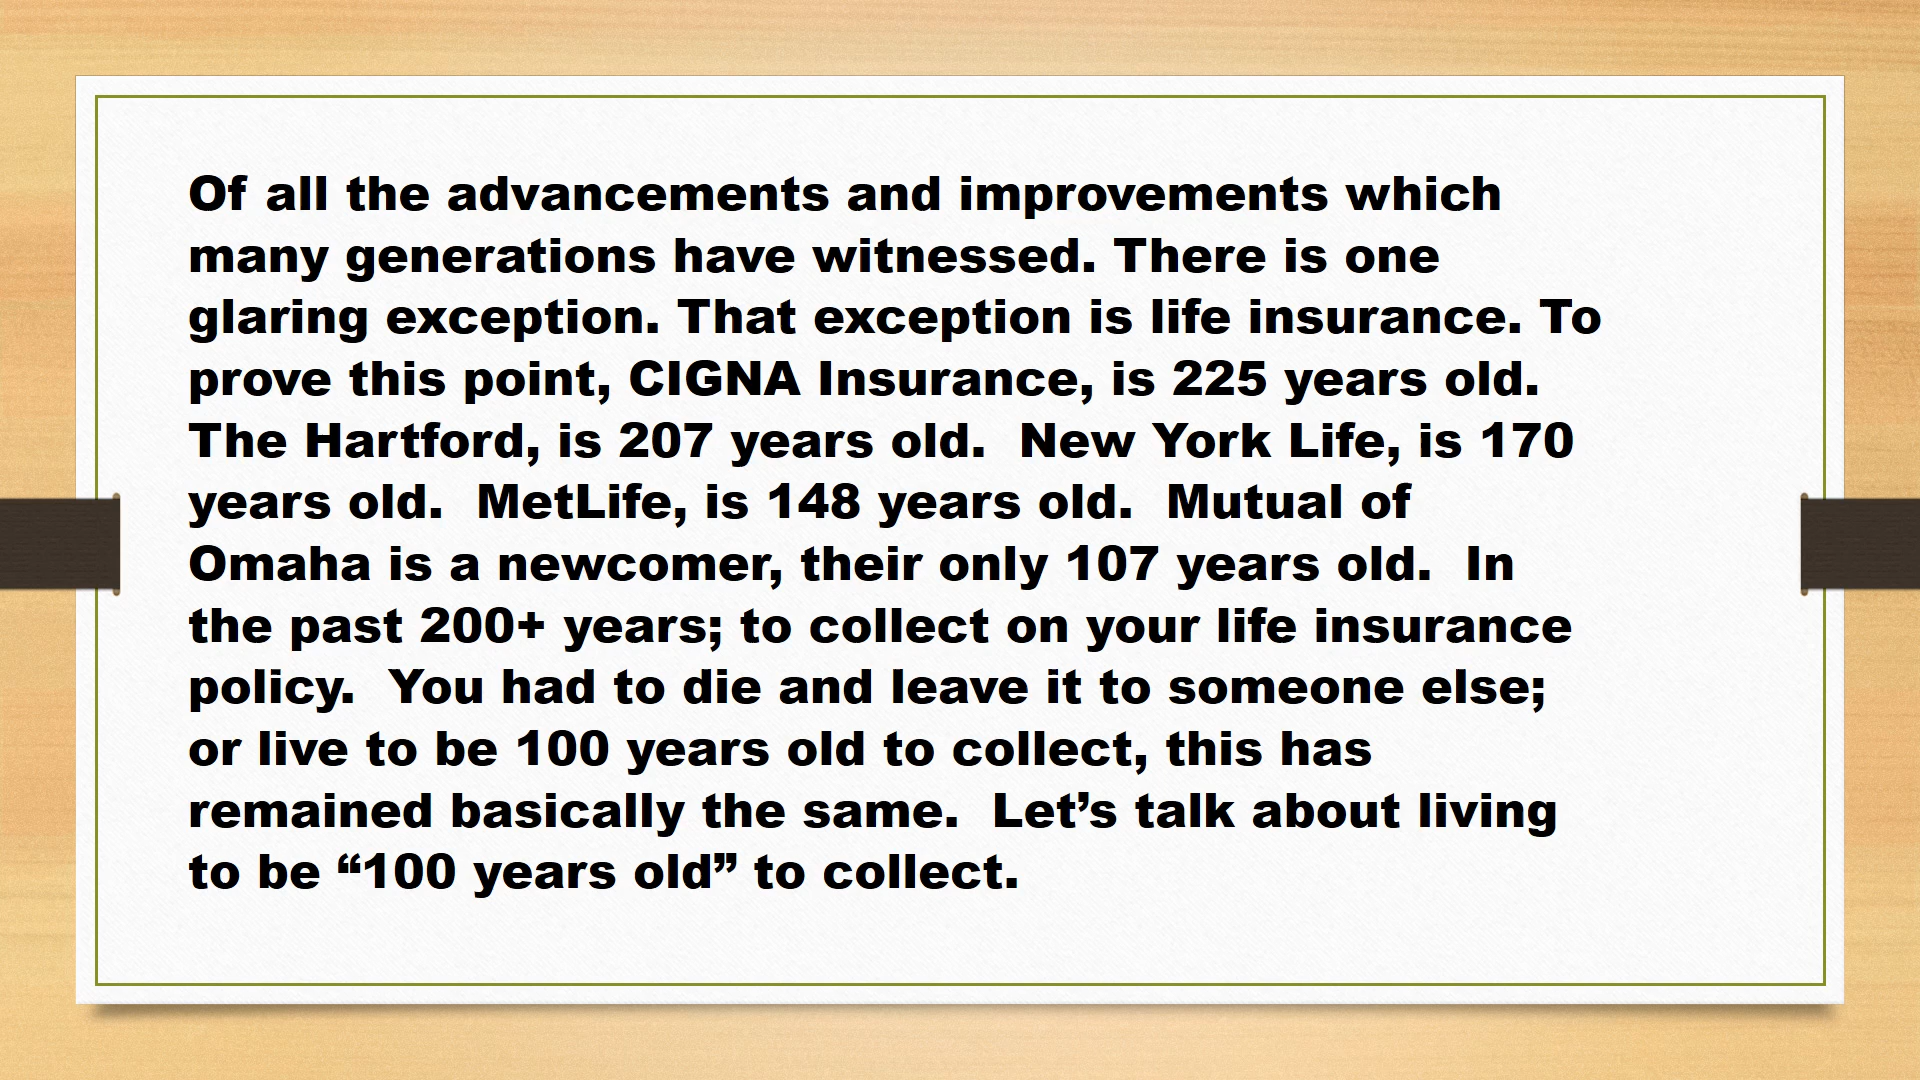 Of all the advancements and improvements which
many generations have witnessed. There is one
glaring exception. That exception is life insurance. To
prove this point, CIGNA Insurance, is 225 years old.
The Hartford, is 207 years old.  New York Life, is 170
years old.  MetLife, is 148 years old.  Mutual of
Omaha is a newcomer, their only 107 years old.  In
the past 200+ years; to collect on your life insurance
policy.  You had to die and leave it to someone else;
or live to be 100 years old to collect, this has
remained basically the same.  Let’s talk about living
to be “100 years old” to collect.